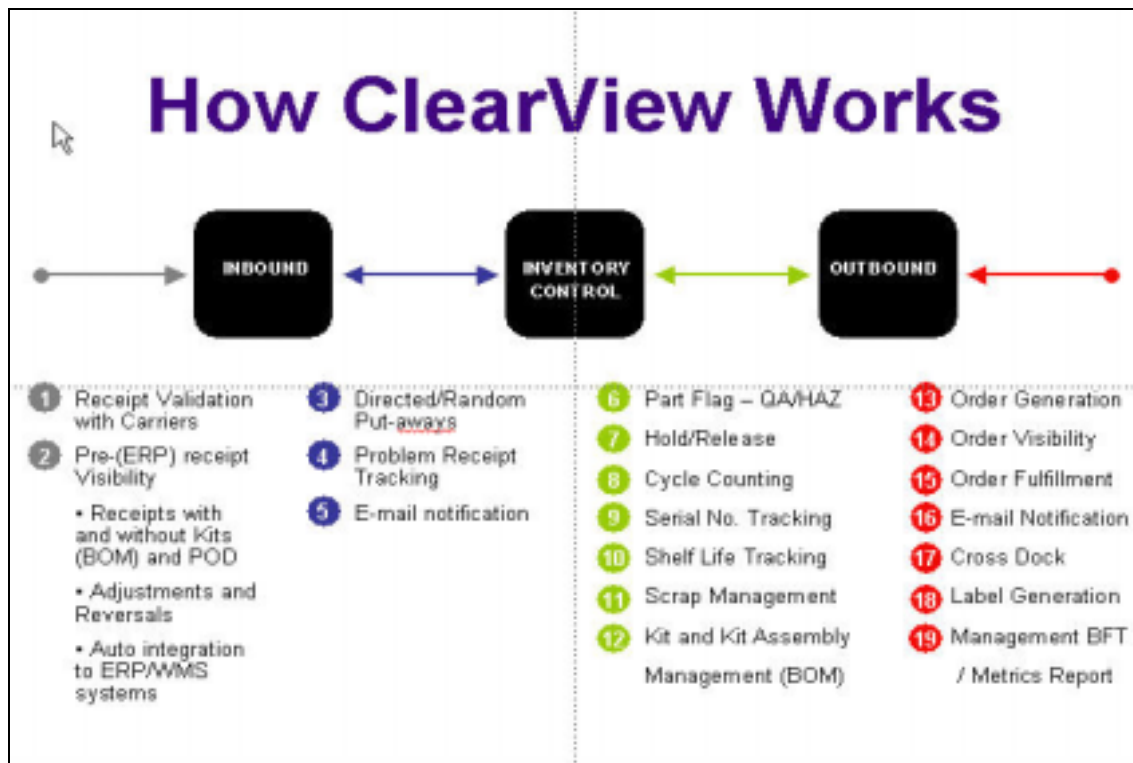 How ClearView Works
INBOUND
INVENTORY
CONTROL
OUTBOUND
1 Receipt Validation
with Carriers
2 Pre-(ERP) receipt
Visibility
• Receipts with
and without Kits
(BOM) and POD
• Adjustments and
Reversals
• Auto integration
to ERP/WMS
systems
3 Directed/Random
Put-aways
4 Problem Receipt
Tracking
5 E-mail notification
6 Part Flag – QA/HAZ
7 Hold/Release
8 Cycle Counting
9 Serial No. Tracking
10 Shelf Life Tracking
11 Scrap Management
12 Kit and Kit Assembly
Management (BOM)
13 Order Generation
14 Order Visibility
15 Order Fulfillment
16 E-mail Notification
17 Cross Dock
18 Label Generation
19 Management BFT
/ Metrics Report